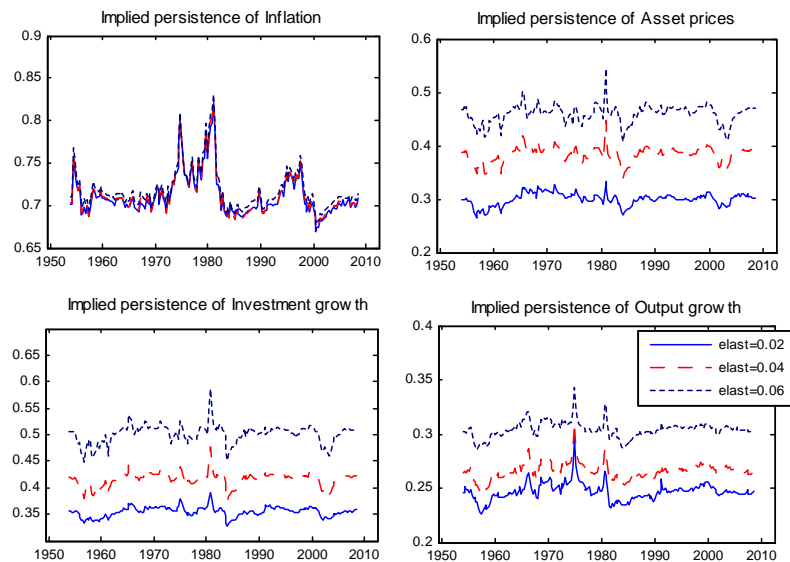 Implied persistence of Inflation
0.9
0.85
0.8
0.75
0.7
0.65
1950 1960 1970 1980 1990 2000 2010
Implied persistence of Asset prices
0.6
0.5
0.4
0.3
0.2
1950 1960 1970 1980 1990 2000 2010
Implied persistence of Investment growth
0.65
0.6
0.55
0.5
0.45
0.4
0.35
1950 1960 1970 1980 1990 2000 2010
Implied persistence of Output growth
0.4
0.35
0.3
0.25
0.2
1950 1960 1970 1980 1990 2000 2010
elast=0.02
elast=0.04
elast=0.06